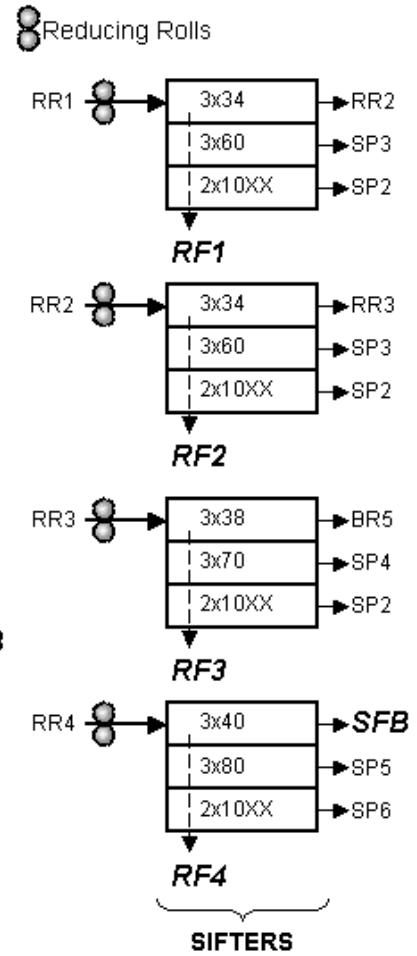 Reducing Rolls
RR1 3x34 RR2
3x60 SP3
2x10XX SP2
RF1
RR2 3x34 RR3
3x60 SP3
2x10XX SP2
RF2
RR3 3x38 BR5
3x70 SP4
2x10XX SP2
RF3
RR4 3x40 SFB
3x80 SP5
2x10XX SP6
RF4
SIFTERS